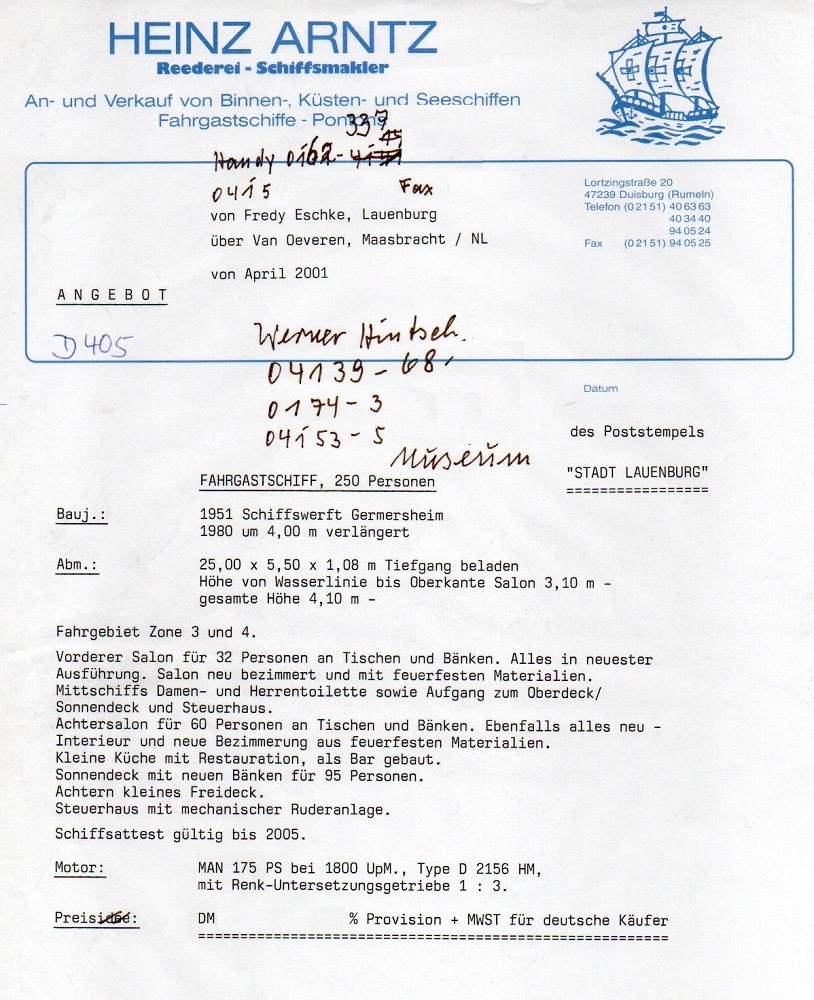 HEINZ ARNTZ
Reederei - Schiffsmakler
An- und Verkauf von Binnen-, Küsten- und Seeschiffen
Fahrgastschiffe -
337
Handy 0162 -
0415 Fax
von Fredy Eschke, Lauenburg
über Van Oeveren, Maasbracht / NL
von April 2001
Lortzingstraße 20
47239 Duisburg (Rumeln)
Telefon (0 21 51) 40 63 63
40 34 40
94 05 24
Fax (0 21 51) 94 05 25
A N G E B O T
D 405
Werner Hintsch.
04139 - 68.
0174 - 3
04153 - 5
Museum
Datum
des Poststempels
"STADT LAUENBURG"
=================
FAHRGASTSCHIFF, 250 Personen
Bauj.: 1951 Schiffswerft Germersheim
1980 um 4,00 m verlängert
Abm.: 25,00 x 5,50 x 1,08 m Tiefgang beladen
Höhe von Wasserlinie bis Oberkante Salon 3,10 m -
gesamte Höhe 4,10 m -
Fahrgebiet Zone 3 und 4.
Vorderer Salon für 32 Personen an Tischen und Bänken. Alles in neuester
Ausführung. Salon neu bezimmert und mit feuerfesten Materialien.
Mittschiffs Damen- und Herrentoilette sowie Aufgang zum Oberdeck/
Sonnendeck und Steuerhaus.
Achtersalon für 60 Personen an Tischen und Bänken. Ebenfalls alles neu -
Interieur und neue Bezimmerung aus feuerfesten Materialien.
Kleine Küche mit Restauration, als Bar gebaut.
Sonnendeck mit neuen Bänken für 95 Personen.
Achtern kleines Freideck.
Steuerhaus mit mechanischer Ruderanlage.
Schiffsattest gültig bis 2005.
Motor: MAN 175 PS bei 1800 UpM., Type D 2156 HM,
mit Renk-Untersetzungsgetriebe 1 : 3.
Preis: DM % Provision + MWST für deutsche Käufer